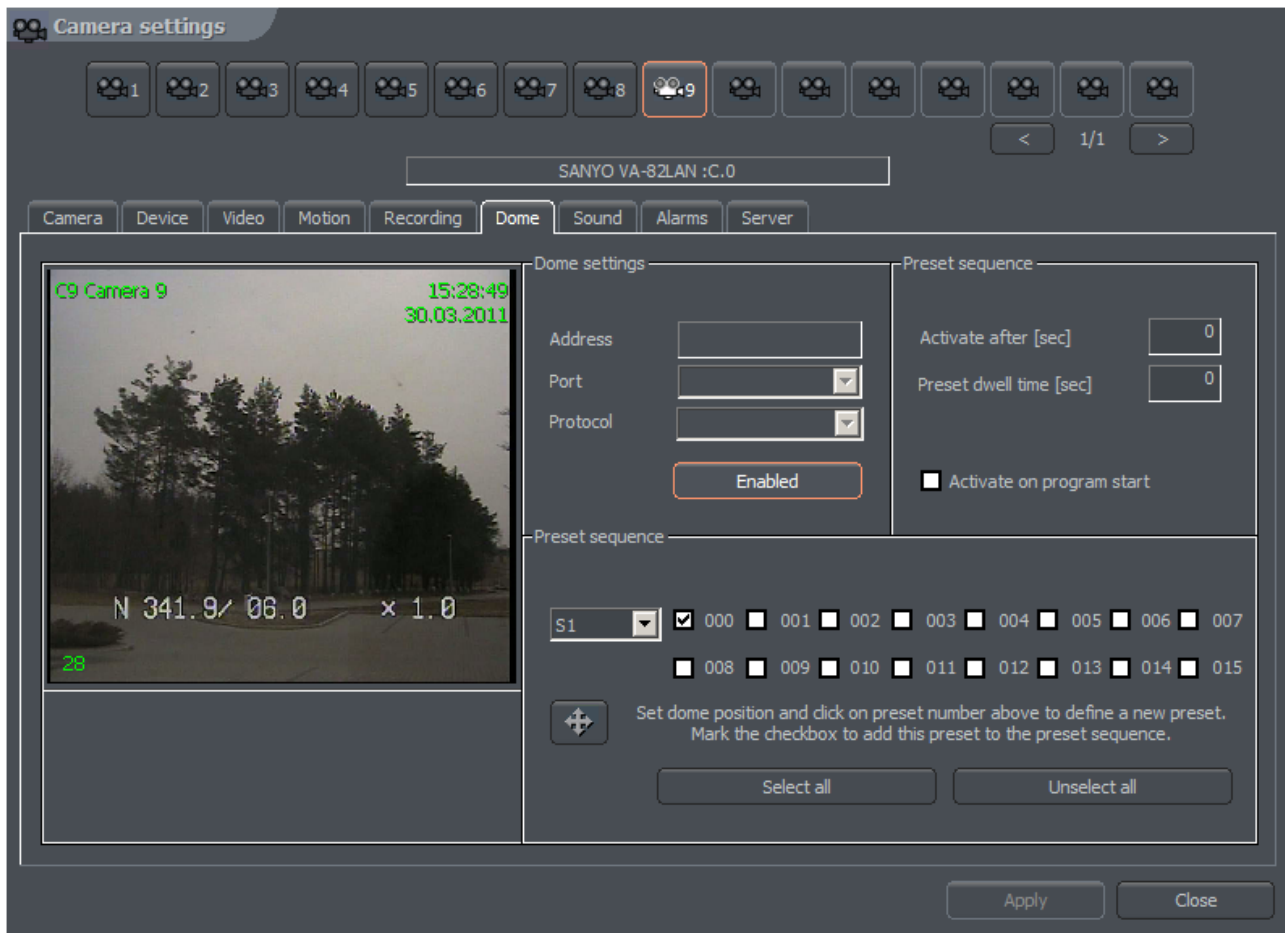 Camera settings
1 2 3 4 5 6 7 8 9
< 1/1 >
SANYO VA-82LAN :C.0
Camera Device Video Motion Recording Dome Sound Alarms Server
C9 Camera 9 15:28:49
30.03.2011
N 341.9/ 06.0 x 1.0
28
Dome settings
Address
Port
Protocol
Enabled
Preset sequence
Activate after [sec] 0
Preset dwell time [sec] 0
Activate on program start
Preset sequence
S1 000 001 002 003 004 005 006 007
008 009 010 011 012 013 014 015
Set dome position and click on preset number above to define a new preset.
Mark the checkbox to add this preset to the preset sequence.
Select all Unselect all
Apply Close